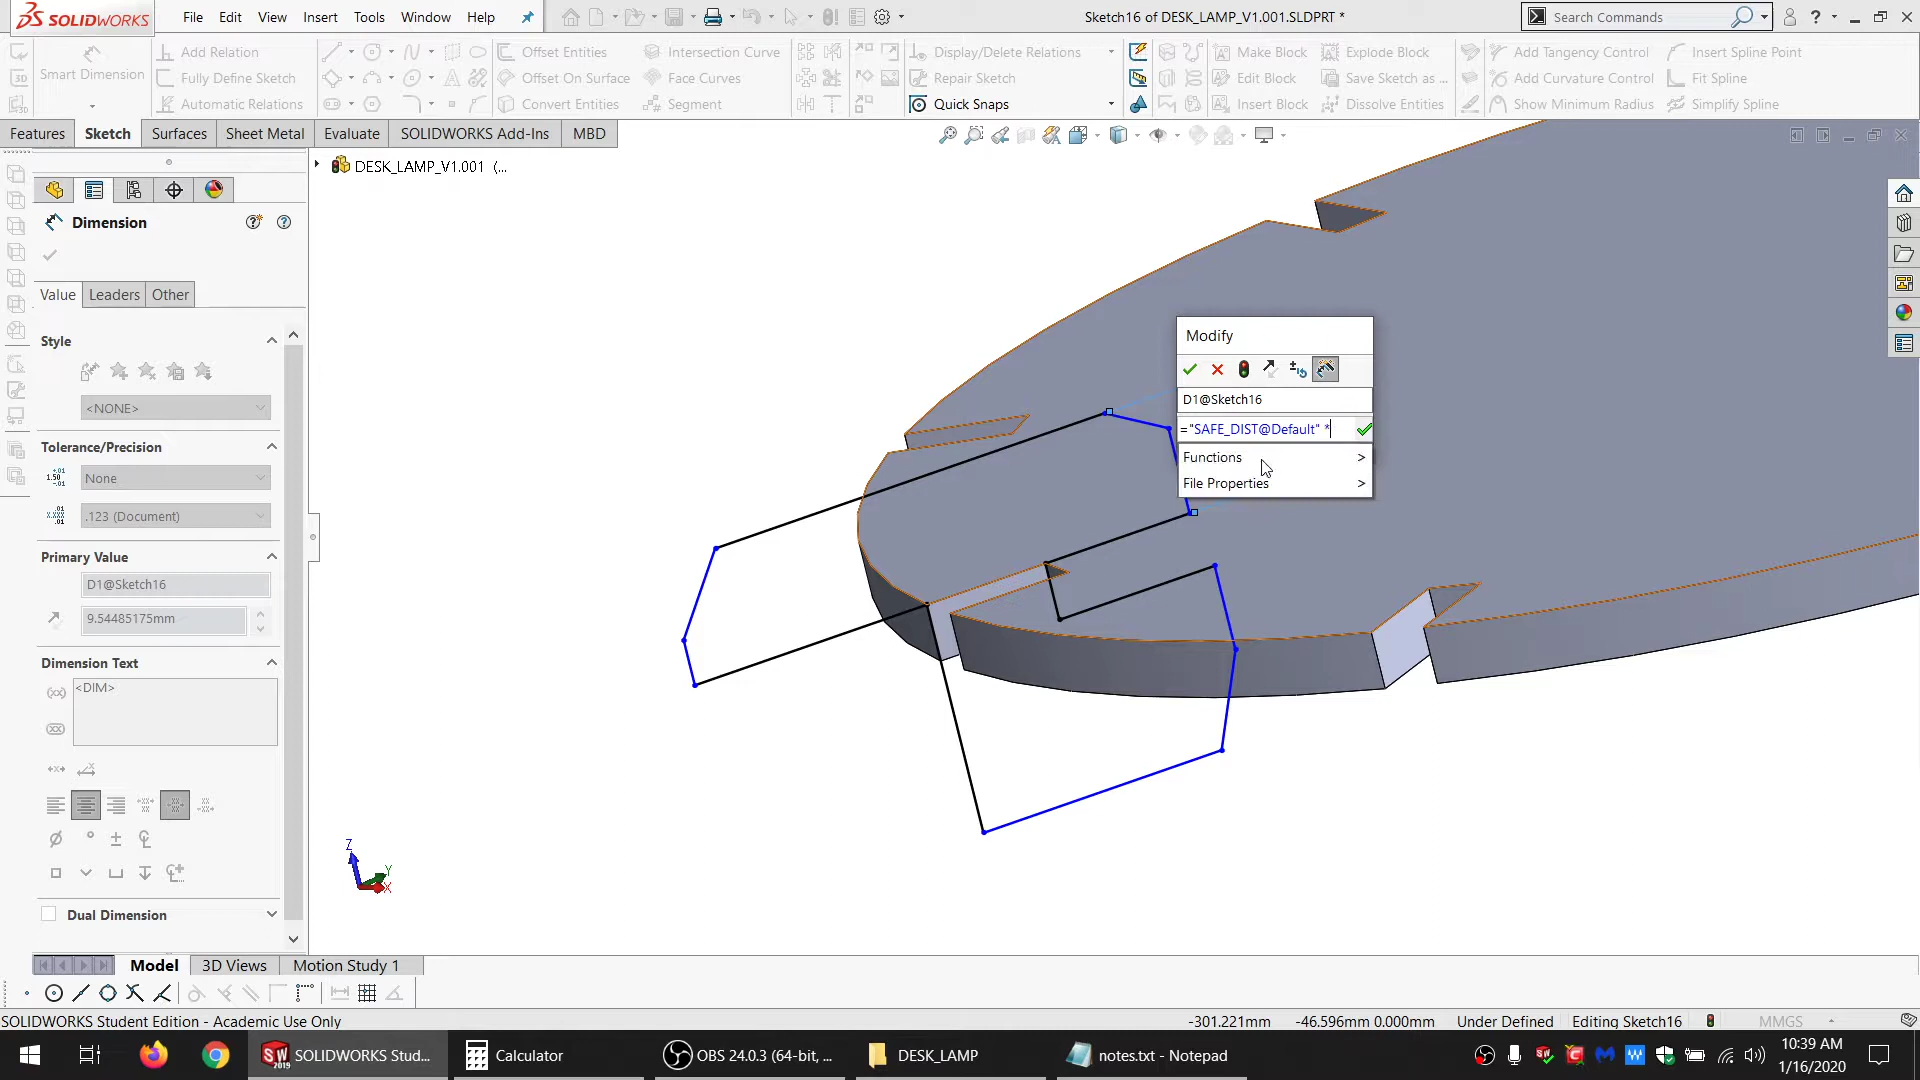 SOLIDWORKS
File Edit View Insert Tools Window Help
Sketch16 of DESK_LAMP_V1.001.SLDPRT *
Search Commands
Smart Dimension
Add Relation
Fully Define Sketch
Automatic Relations
Offset Entities
Offset On Surface
Convert Entities
Intersection Curve
Face Curves
Segment
Display/Delete Relations
Repair Sketch
Quick Snaps
Make Block
Edit Block
Insert Block
Explode Block
Save Sketch as ...
Dissolve Entities
Add Tangency Control
Add Curvature Control
Show Minimum Radius
Insert Spline Point
Fit Spline
Simplify Spline
Features Sketch Surfaces Sheet Metal Evaluate SOLIDWORKS Add-Ins MBD
DESK_LAMP_V1.001 (...
Dimension
Value Leaders Other
Style
<NONE>
Tolerance/Precision
None
.123 (Document)
Primary Value
D1@Sketch16
9.54485175mm
Dimension Text
<DIM>
Dual Dimension
Modify
D1@Sketch16
="SAFE_DIST@Default" *
Functions >
File Properties >
Z
Y
X
Model 3D Views Motion Study 1
SOLIDWORKS Student Edition - Academic Use Only
-301.221mm -46.596mm 0.000mm Under Defined Editing Sketch16 MMGS
SOLIDWORKS Stud...
Calculator
OBS 24.0.3 (64-bit, ...
DESK_LAMP
notes.txt - Notepad
10:39 AM
1/16/2020